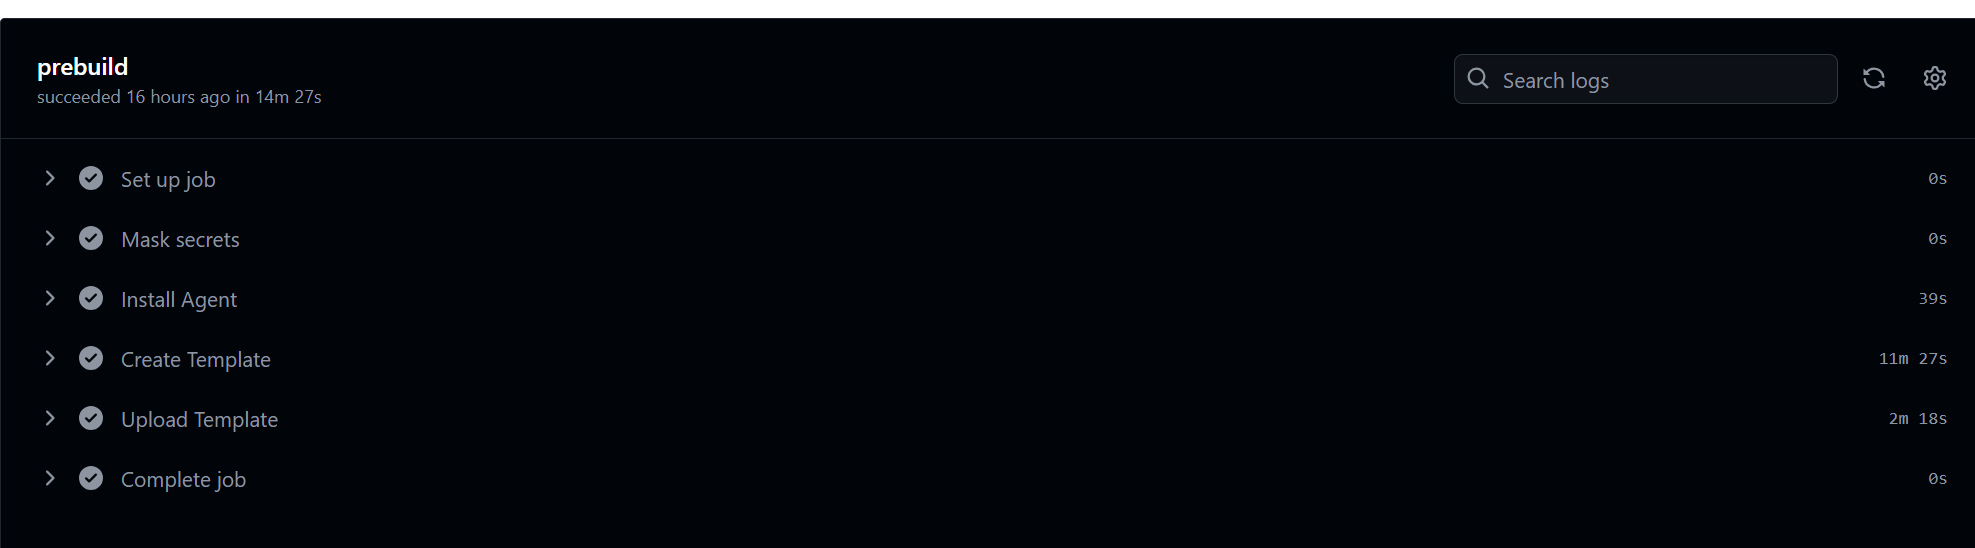 prebuild
succeeded 16 hours ago in 14m 27s
Search logs
Set up job 0s
Mask secrets 0s
Install Agent 39s
Create Template 11m 27s
Upload Template 2m 18s
Complete job 0s